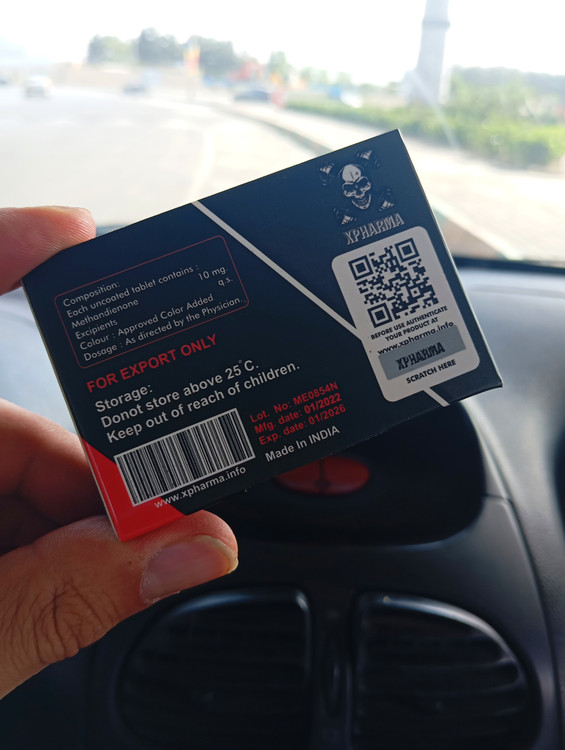 XPHARMA
Composition:
Each uncoated tablet contains :
Methandienone 10 mg.
Excipients q.s.
Colour : Approved Color Added
Dosage : As directed by the Physician.
FOR EXPORT ONLY
Storage:
Donot store above 25°C.
Keep out of reach of children.
Lot. No: ME0854N
Mfg. date: 01/2022
Exp. date: 01/2026
Made In INDIA
www.xpharma.info
BEFORE USE AUTHENTICATE
YOUR PRODUCT AT
www.xpharma.info
XPHARMA
SCRATCH HERE